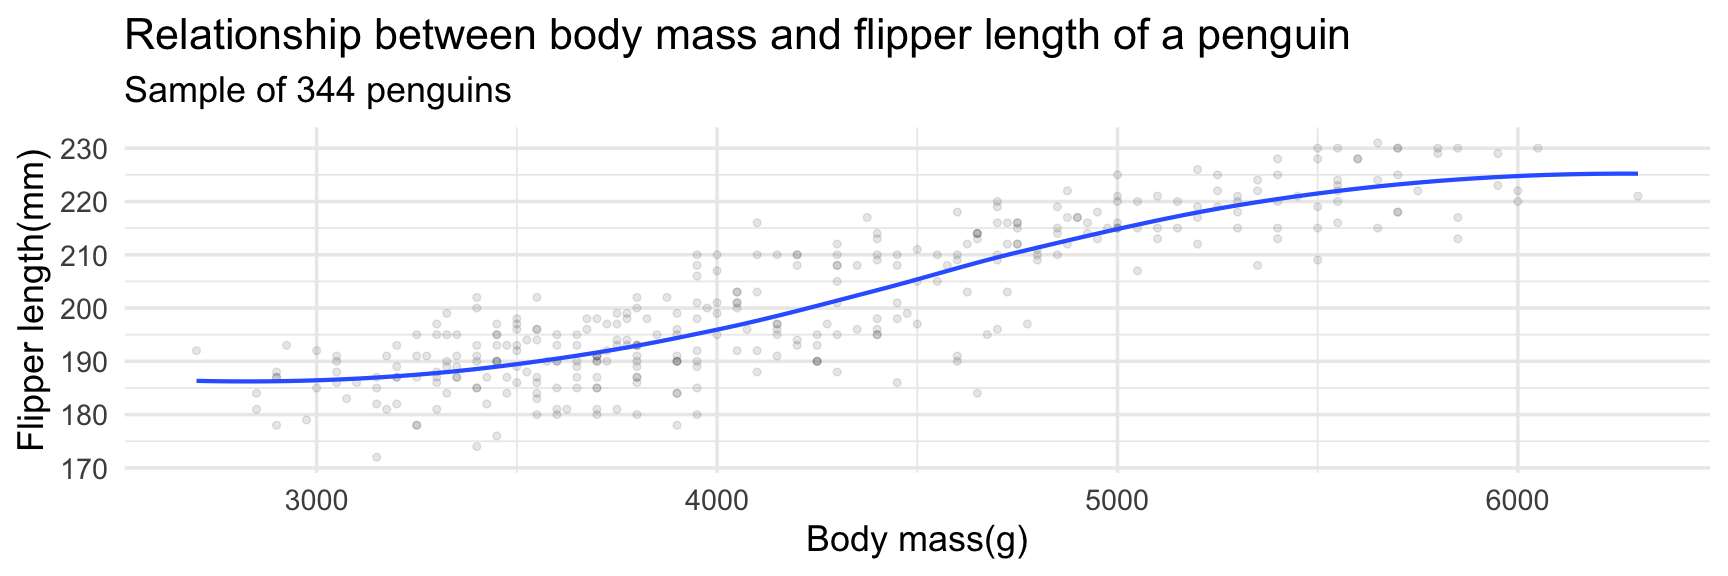 Relationship between body mass and flipper length of a penguin
Sample of 344 penguins
Flipper length(mm)
230
220
210
200
190
180
170
3000 4000 5000 6000
Body mass(g)